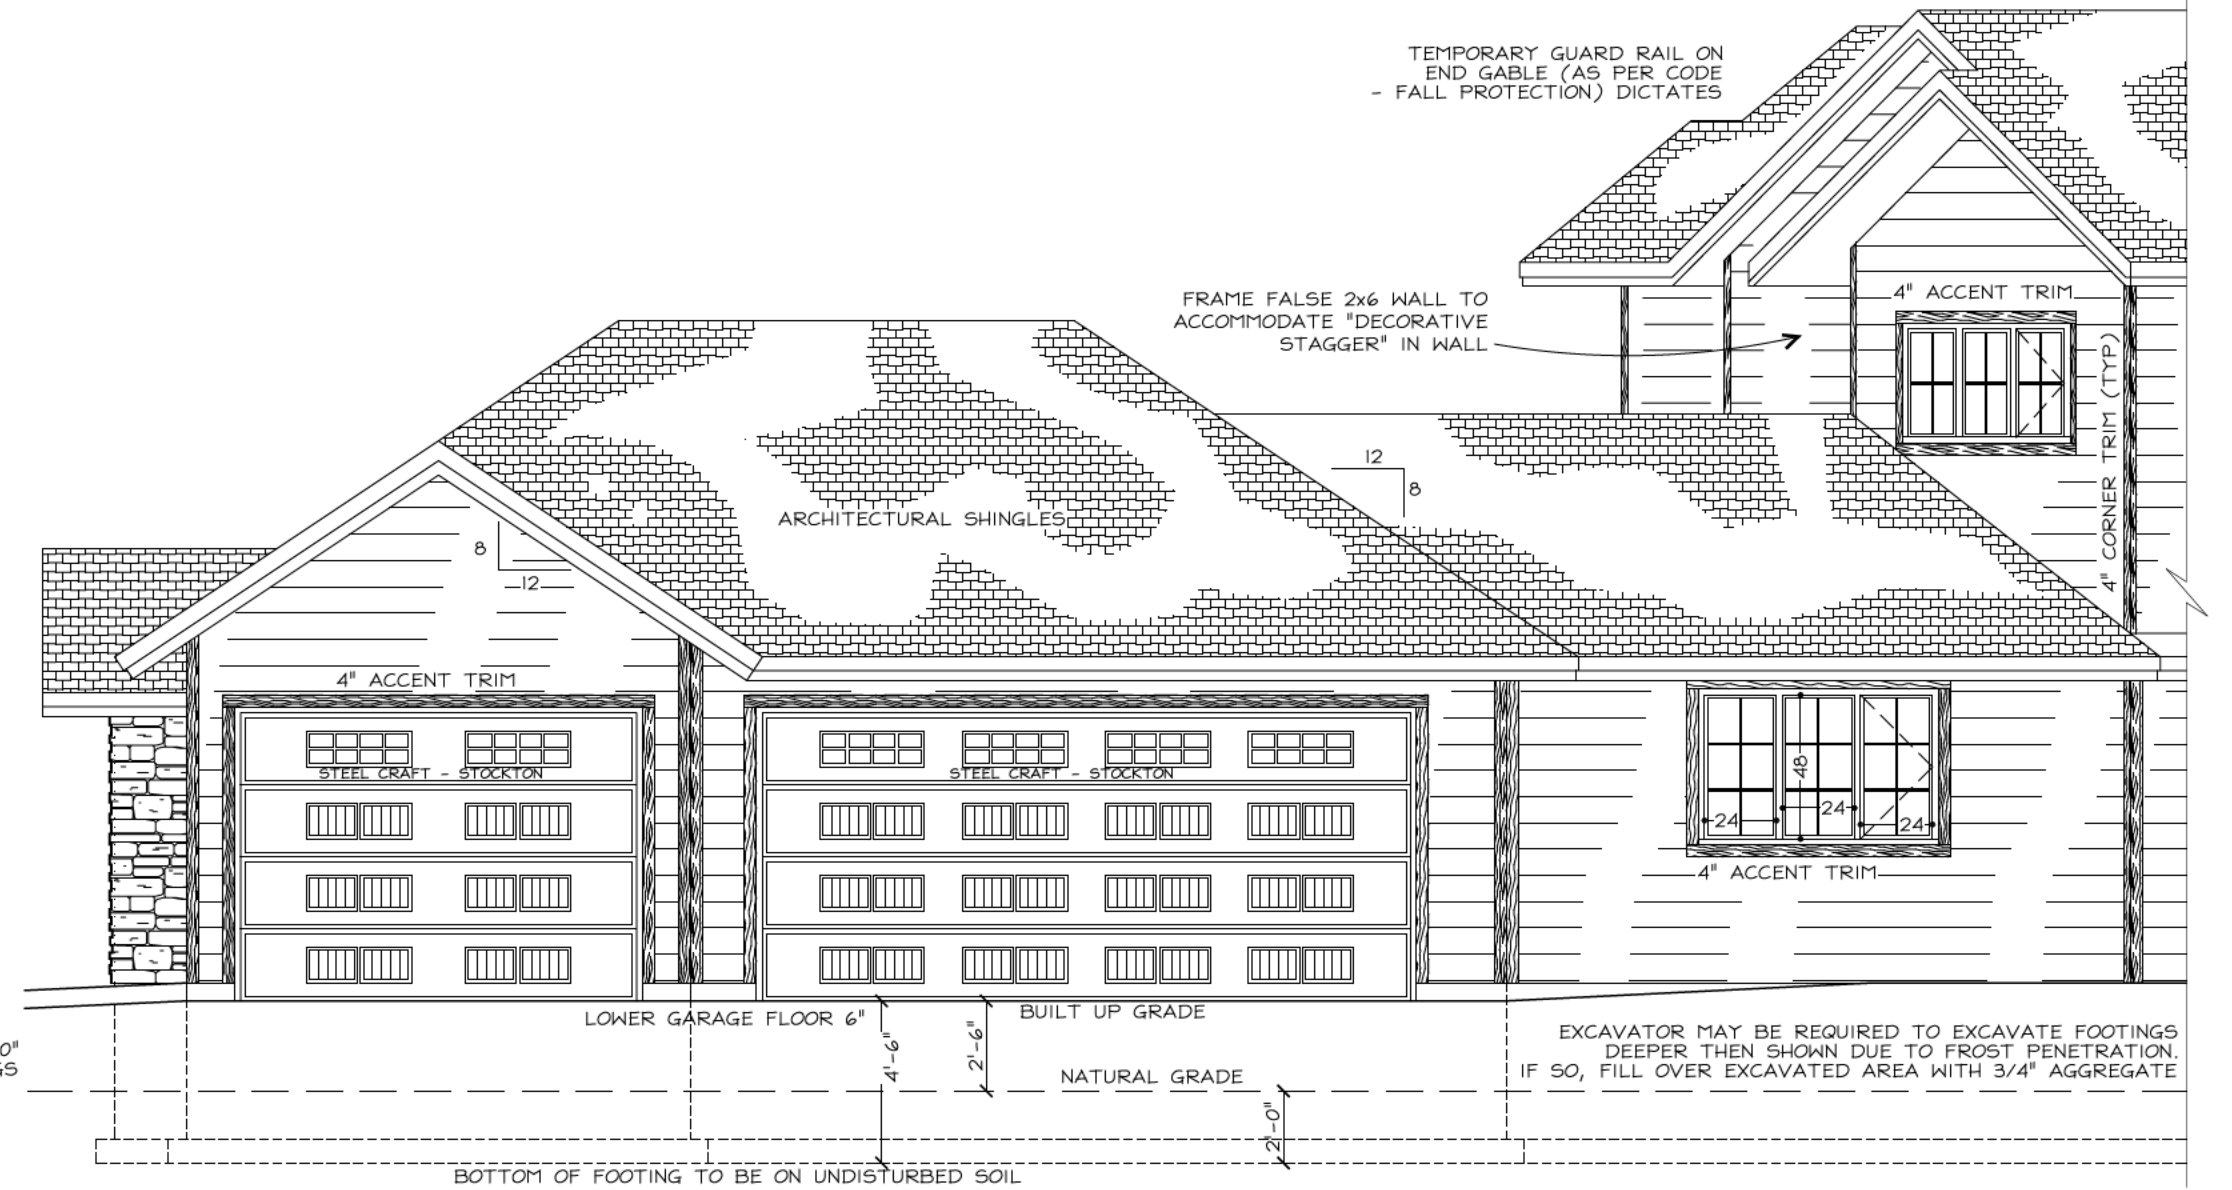 TEMPORARY GUARD RAIL ON
END GABLE (AS PER CODE
- FALL PROTECTION) DICTATES
FRAME FALSE 2x6 WALL TO
ACCOMMODATE "DECORATIVE
STAGGER" IN WALL
4" ACCENT TRIM
4" CORNER TRIM (TYP)
12
8
ARCHITECTURAL SHINGLES
8
12
4" ACCENT TRIM
STEEL CRAFT - STOCKTON
STEEL CRAFT - STOCKTON
48
24
24
24
4" ACCENT TRIM
LOWER GARAGE FLOOR 6"
BUILT UP GRADE
4'-6"
2'-6"
EXCAVATOR MAY BE REQUIRED TO EXCAVATE FOOTINGS
DEEPER THEN SHOWN DUE TO FROST PENETRATION.
IF SO, FILL OVER EXCAVATED AREA WITH 3/4" AGGREGATE
0"
GS
NATURAL GRADE
2'-0"
BOTTOM OF FOOTING TO BE ON UNDISTURBED SOIL